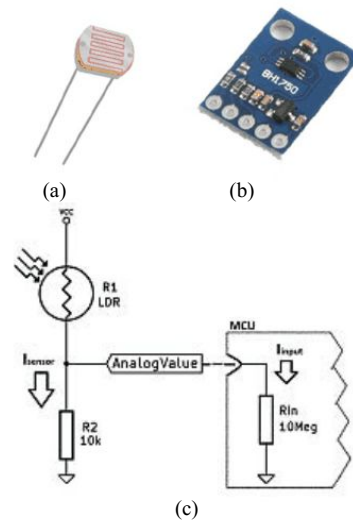 BH1750
(a)
(b)
VCC
R1
LDR
MCU
Isensor
AnalogValue
Iinput
R2
10k
Rin
10Meg
(c)